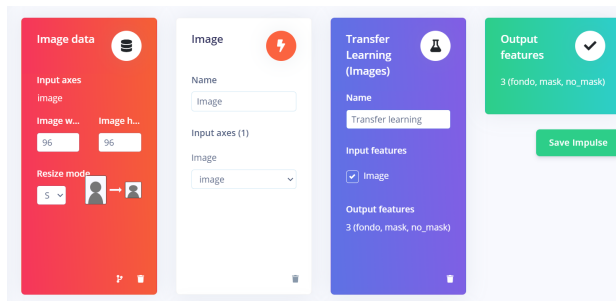 Image data
Input axes
image
Image w...
Image h...
96
96
Resize mode
S
Image
Name
Image
Input axes (1)
Image
image
Transfer
Learning
(Images)
Name
Transfer learning
Input features
Image
Output features
3 (fondo, mask, no_mask)
Output
features
3 (fondo, mask, no_mask)
Save Impulse